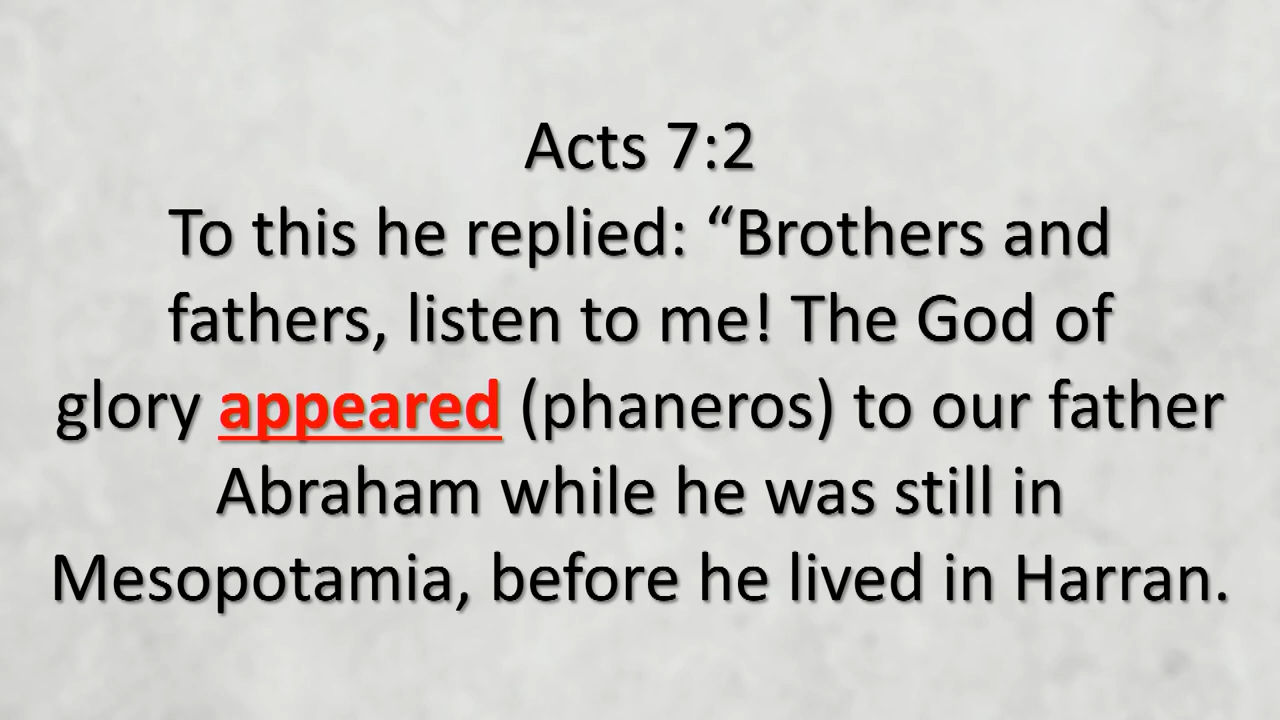 Acts 7:2
To this he replied: “Brothers and
fathers, listen to me! The God of
glory appeared (phaneros) to our father
Abraham while he was still in
Mesopotamia, before he lived in Harran.